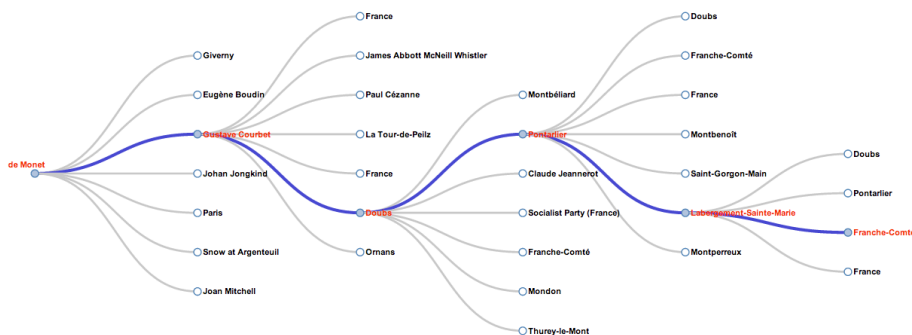 de Monet
Giverny
Eugène Boudin
Gustave Courbet
Johan Jongkind
Paris
Snow at Argenteuil
Joan Mitchell
France
James Abbott McNeill Whistler
Paul Cézanne
La Tour-de-Peilz
France
Doubs
Ornans
Montbéliard
Pontarlier
Claude Jeannerot
Socialist Party (France)
Franche-Comté
Mondon
Thurey-le-Mont
Doubs
Franche-Comté
France
Montbenoît
Saint-Gorgon-Main
Labergement-Sainte-Marie
Montperreux
Doubs
Pontarlier
Franche-Comt
France